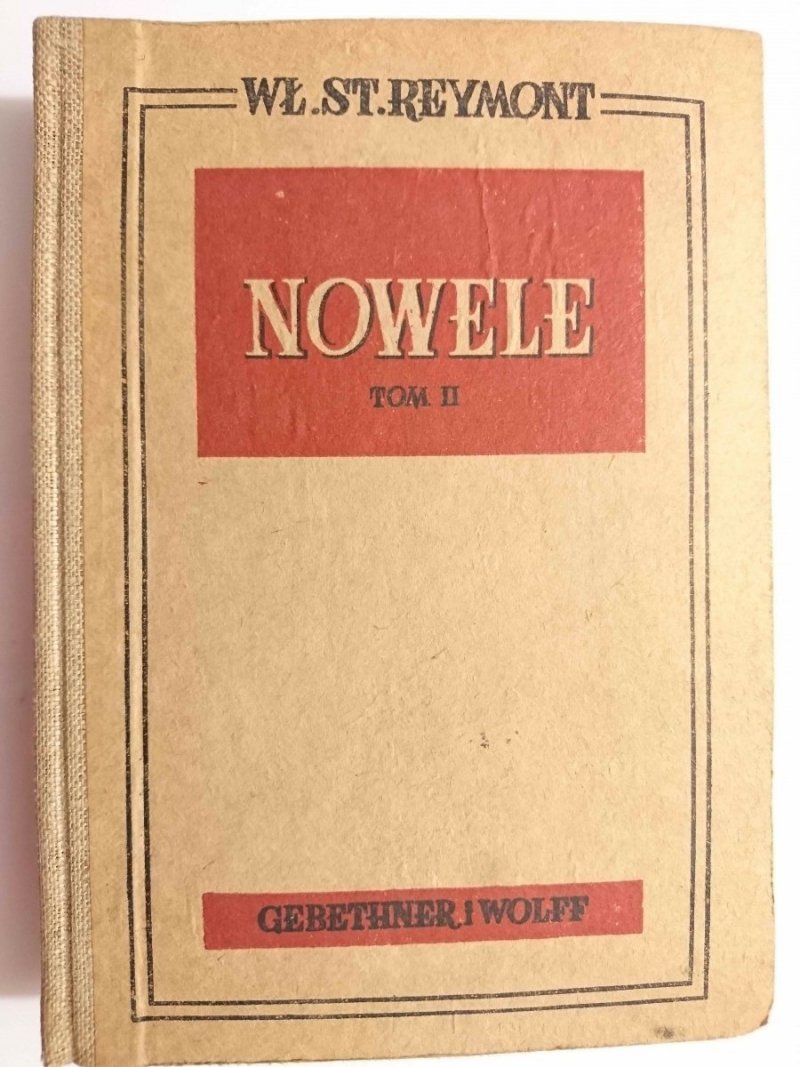 WŁ.ST.REYMONT
NOWELE
TOM II
GEBETHNER i WOLFF